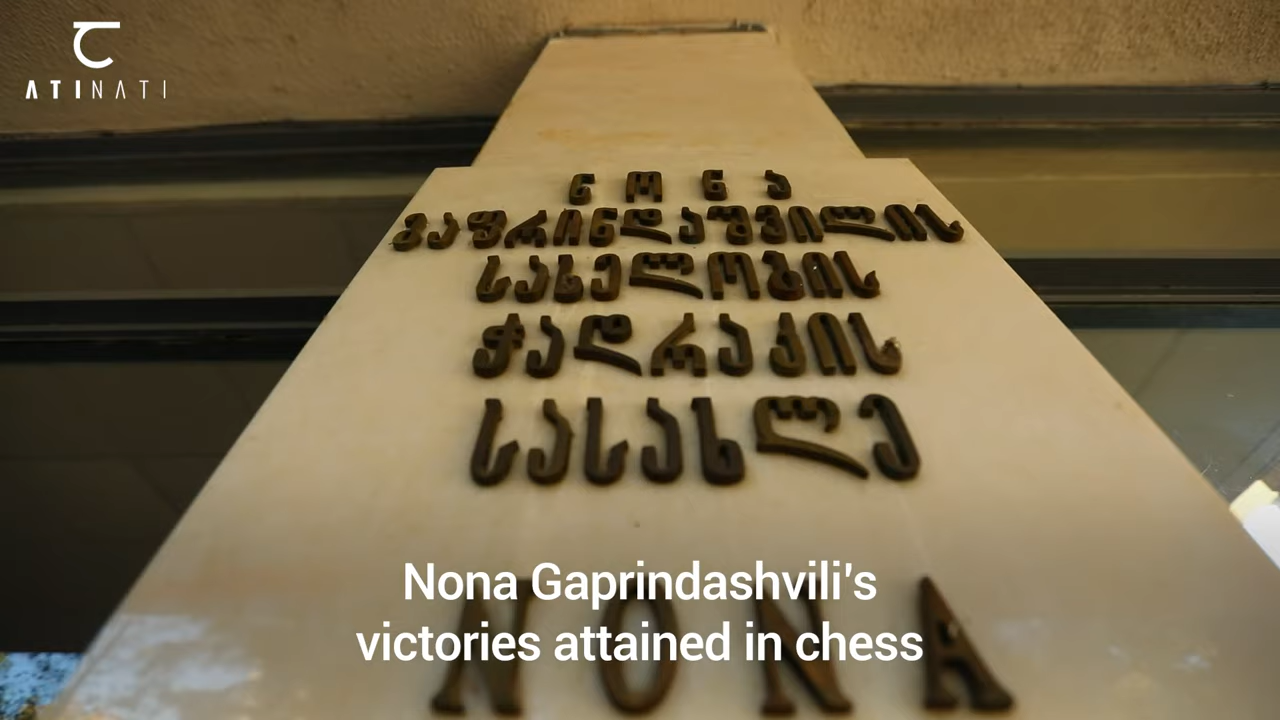 ATINATI
ნონა
გაფრინდაშვილის
სახელობის
ჭადრაკის
სასახლე
Nona Gaprindashvili's
victories attained in chess
NONA